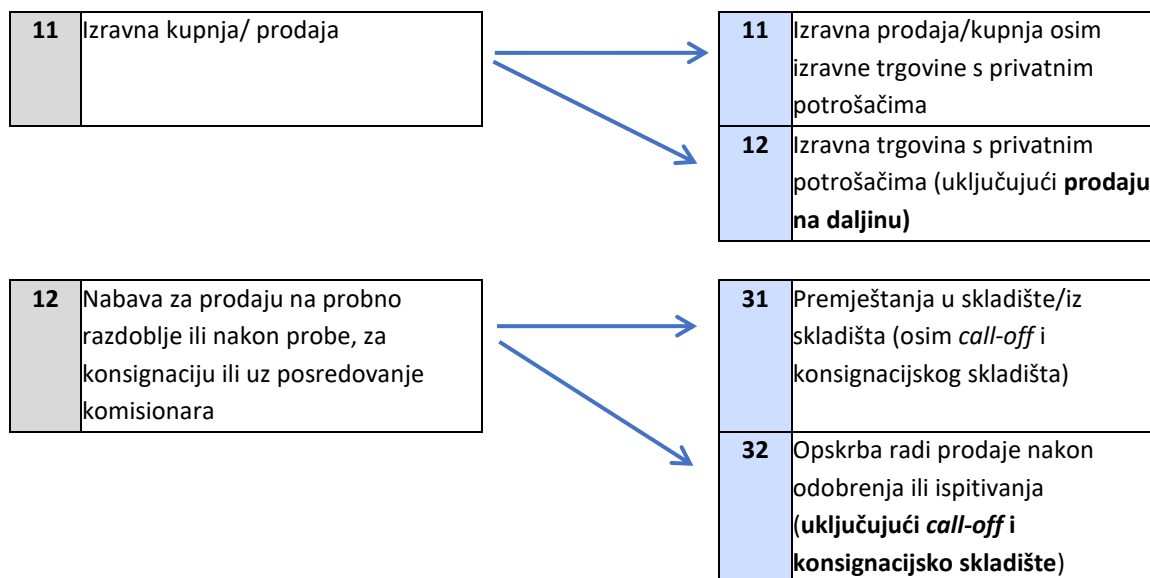 11 Izravna kupnja/ prodaja
11 Izravna prodaja/kupnja osim
izravne trgovine s privatnim
potrošačima
12 Izravna trgovina s privatnim
potrošačima (uključujući prodaju
na daljinu)
12 Nabava za prodaju na probno
razdoblje ili nakon probe, za
konsignaciju ili uz posredovanje
komisionara
31 Premještanja u skladište/iz
skladišta (osim call-off i
konsignacijskog skladišta)
32 Opskrba radi prodaje nakon
odobrenja ili ispitivanja
(uključujući call-off i
konsignacijsko skladište)